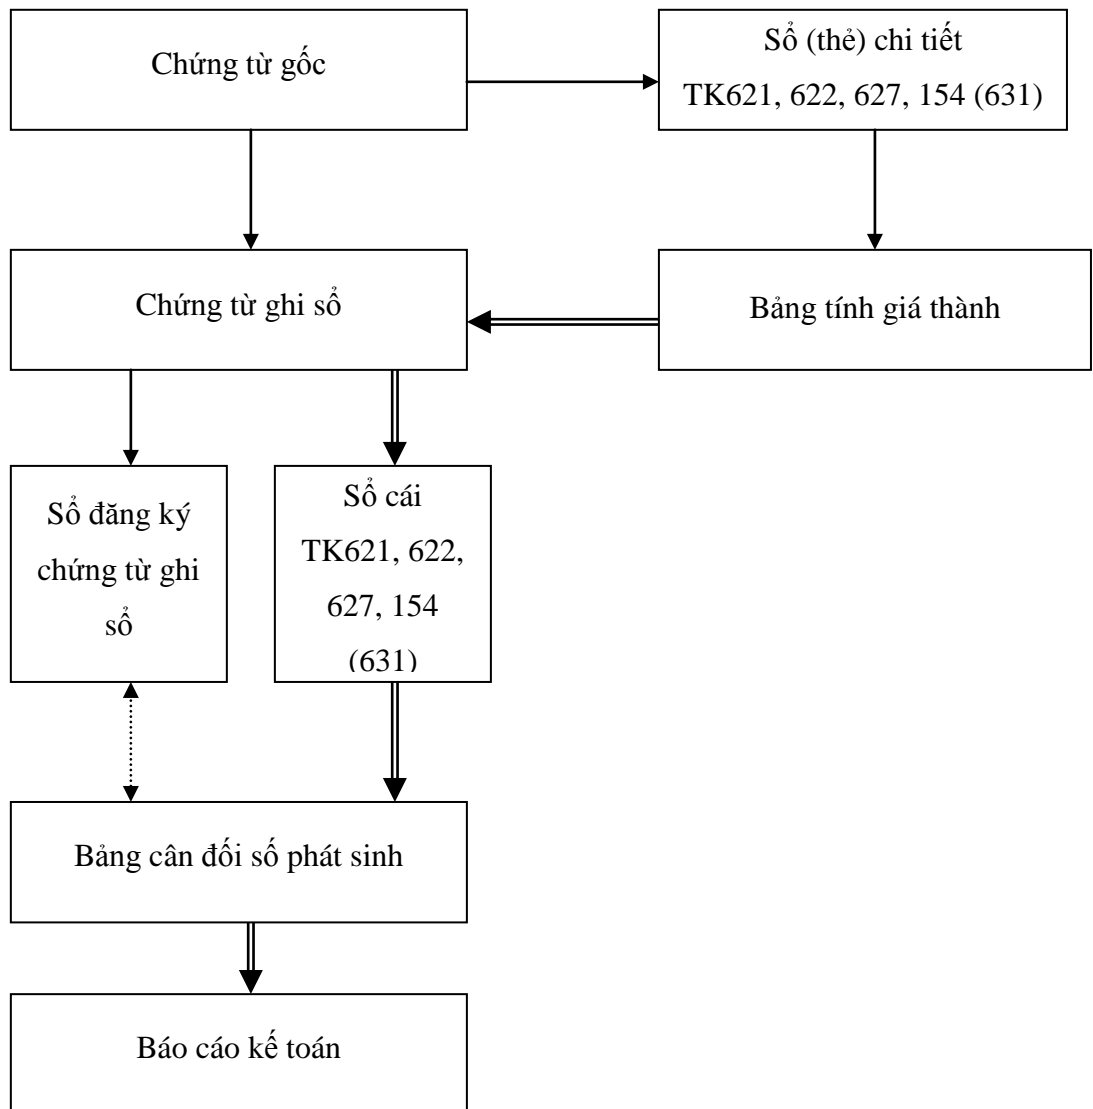 Chứng từ gốc
Sổ (thẻ) chi tiết
TK621, 622, 627, 154 (631)
Chứng từ ghi sổ
Bảng tính giá thành
Sổ đăng ký
chứng từ ghi
sổ
Sổ cái
TK621, 622,
627, 154
(631)
Bảng cân đối số phát sinh
Báo cáo kế toán